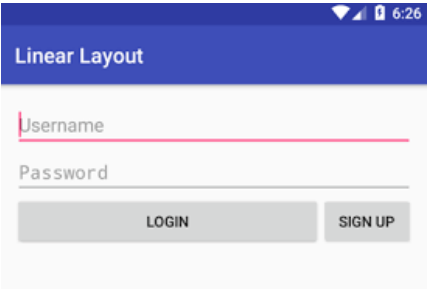 6:26
Linear Layout
Username
Password
LOGIN SIGN UP